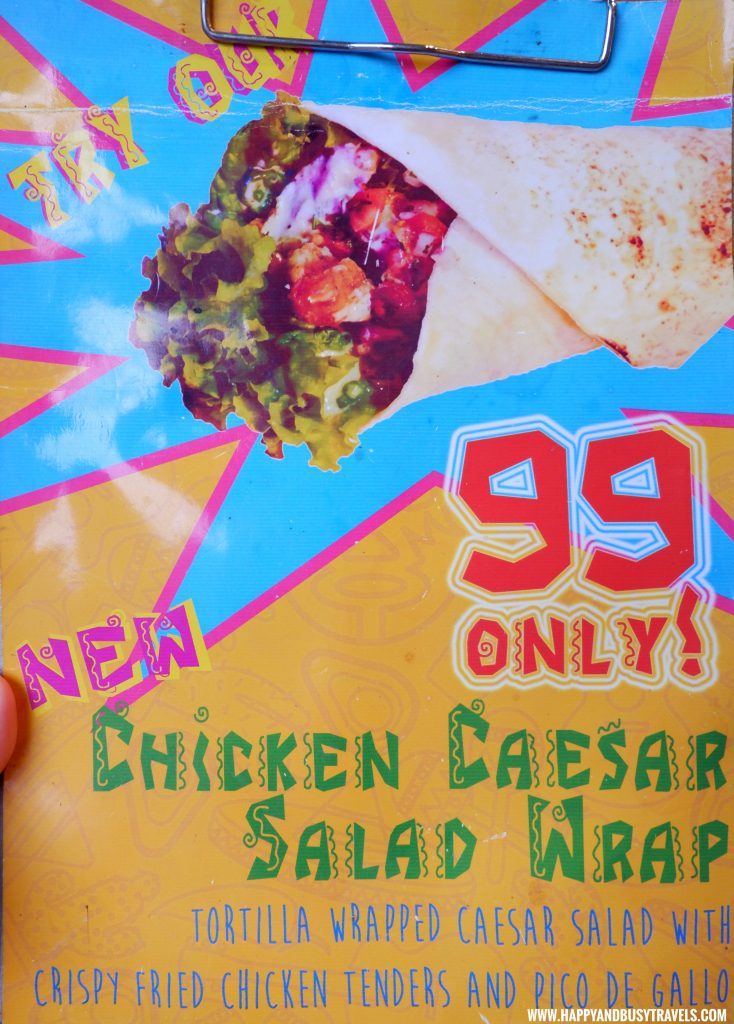 TRY OUR
99
ONLY!
NEW
CHICKEN CAESAR
SALAD WRAP
TORTILLA WRAPPED CAESAR SALAD WITH
CRISPY FRIED CHICKEN TENDERS AND PICO DE GALLO
WWW.HAPPYANDBUSYTRAVELS.COM